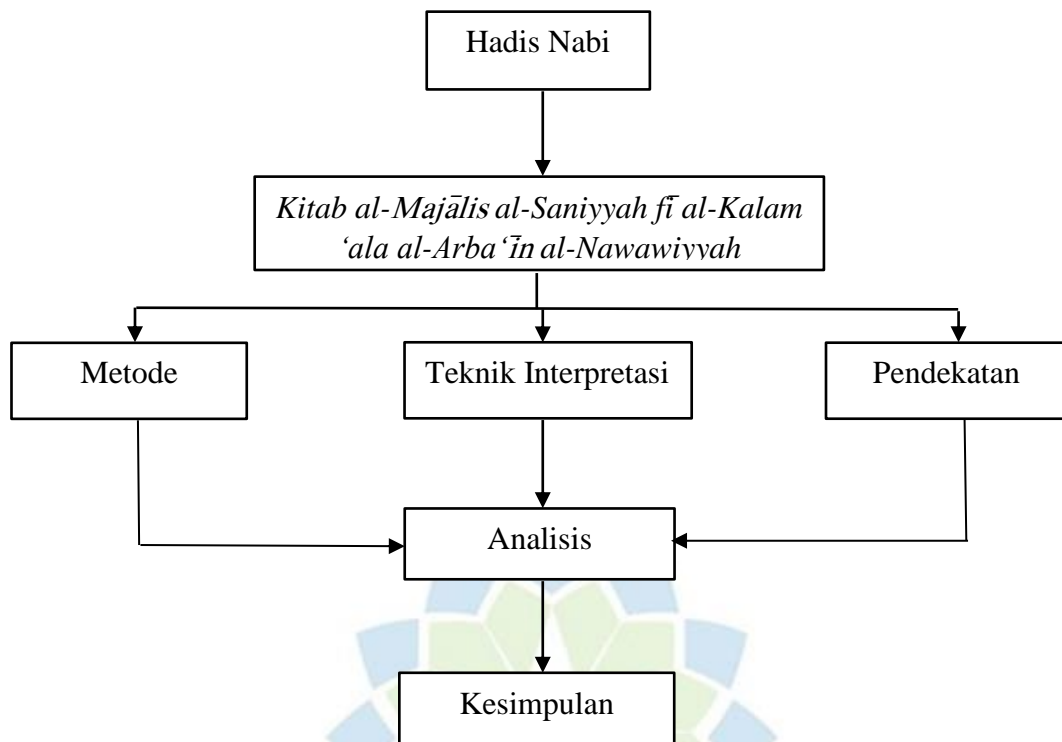 Hadis Nabi
Kitab al-Majālis al-Saniyyah fī al-Kalam
‘ala al-Arba‘īn al-Nawawiyyah
Metode
Teknik Interpretasi
Pendekatan
Analisis
Kesimpulan